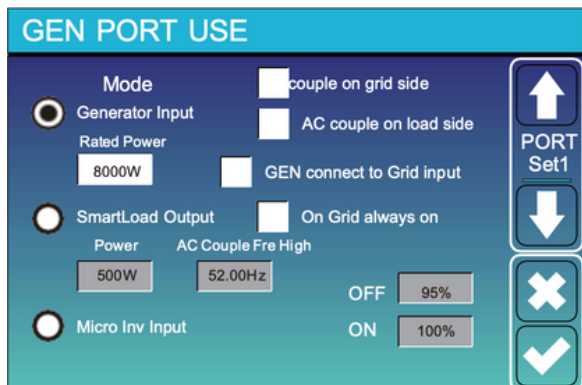 GEN PORT USE
Mode
couple on grid side
Generator Input
AC couple on load side
Rated Power
8000W
GEN connect to Grid input
PORT
Set1
SmartLoad Output
On Grid always on
Power
AC Couple Fre High
500W
52.00Hz
OFF
95%
Micro Inv Input
ON
100%